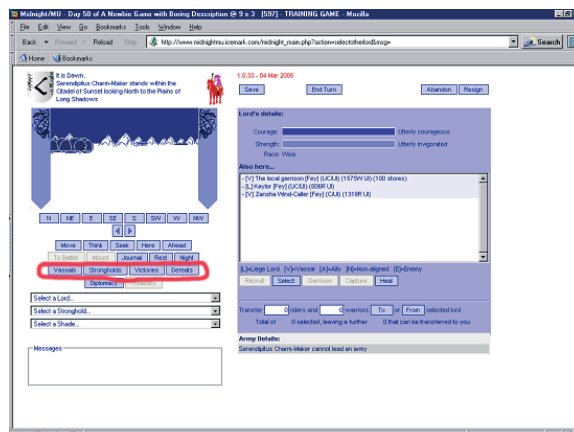 Midnight/MU - Day 50 of A Newbie Game with Boring Description @ 9 x 3 [597] - TRAINING GAME - Mozilla
File Edit View Go Bookmarks Tools Window Help
Back Forward Reload Stop http://www.midnightmu.icemark.com/midnight_main.php?action=selectotherlord&msg= Search
Home Bookmarks
It is Dawn.
Serendipitus Charm-Maker stands within the
Citadel of Sunset looking North to the Plains of
Long Shadows
1.0.33 - 04 Mar 2005
Save End Turn Abandon Resign
Lord's details:
Courage: Utterly courageous
Strength: Utterly invigorated
Race: Wise
Also here...
- [V] The local garrison [Fey] (UC/UI) (1575W UI) (100 stores)
- [L] Keylor [Fey] (UC/UI) (806R UI)
- [V] Zansha Wind-Caller [Fey] (C/UI) (1318R UI)
N NE E SE S SW W NW
Move Think Seek Here Ahead
To Battle! Mount Journal Rest Night
Vassals Strongholds Victories Defeats
Diplomacy
Select a Lord...
Select a Stronghold...
Select a Shade...
Messages
[L]=Liege Lord [V]=Vassal [A]=Ally [N]=Non-aligned [E]=Enemy
Recruit Select Garrison Capture Heal
Transfer 0 riders and 0 warriors To or From selected lord
Total of 0 selected, leaving a further 0 that can be transferred to you
Army Details:
Serendipitus Charm-Maker cannot lead an army